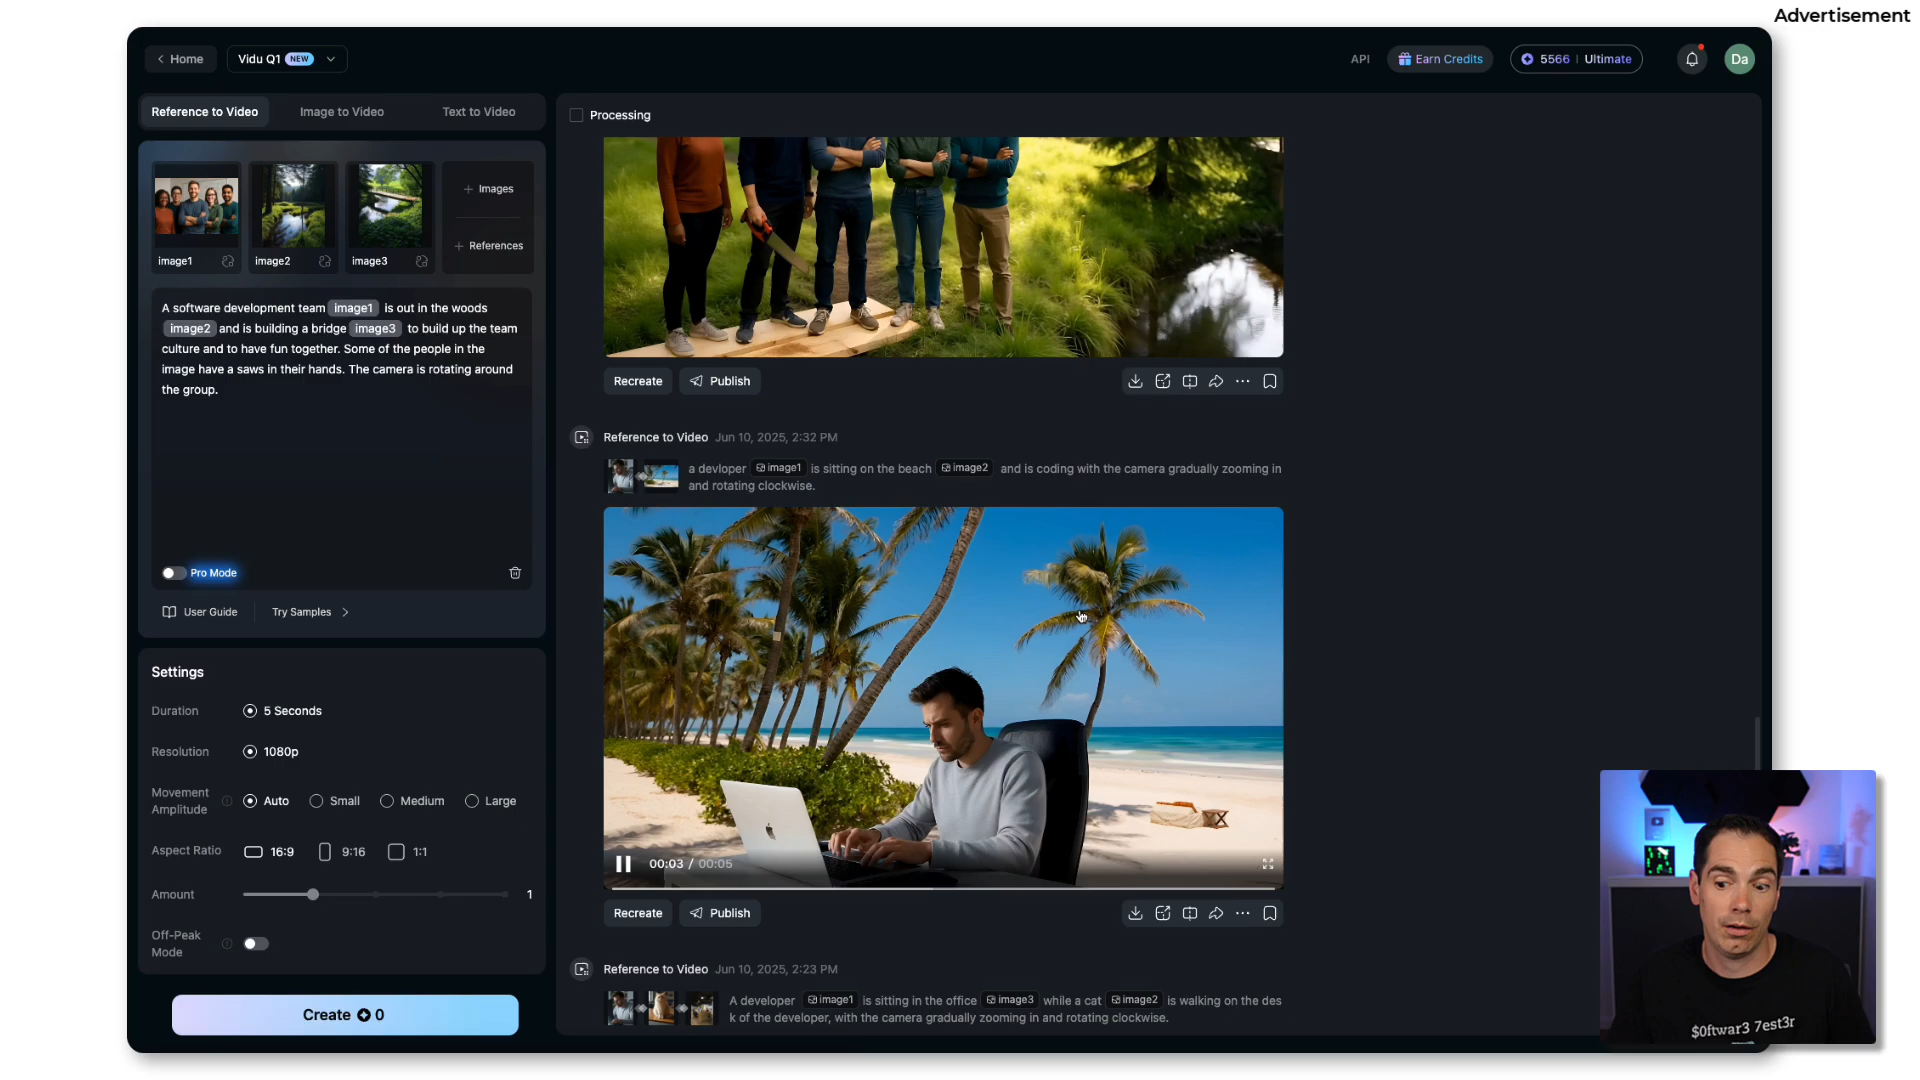 Advertisement
Home
Vidu Q1 NEW
API
Earn Credits
5566 | Ultimate
Da
Reference to Video
Image to Video
Text to Video
image1
image2
image3
Images
References
A software development team image1 is out in the woods
image2 and is building a bridge image3 to build up the team
culture and to have fun together. Some of the people in the
image have a saws in their hands. The camera is rotating around
the group.
Pro Mode
User Guide
Try Samples
Settings
Duration
5 Seconds
Resolution
1080p
Movement
Amplitude
Auto
Small
Medium
Large
Aspect Ratio
16:9
9:16
1:1
Amount
1
Off-Peak
Mode
Create 0
Processing
Recreate
Publish
Reference to Video Jun 10, 2025, 2:32 PM
a devloper image1 is sitting on the beach image2 and is coding with the camera gradually zooming in
and rotating clockwise.
00:03 / 00:05
Recreate
Publish
Reference to Video Jun 10, 2025, 2:23 PM
A developer image1 is sitting in the office image3 while a cat image2 is walking on the des
k of the developer, with the camera gradually zooming in and rotating clockwise.
$0ftwar3 7est3r